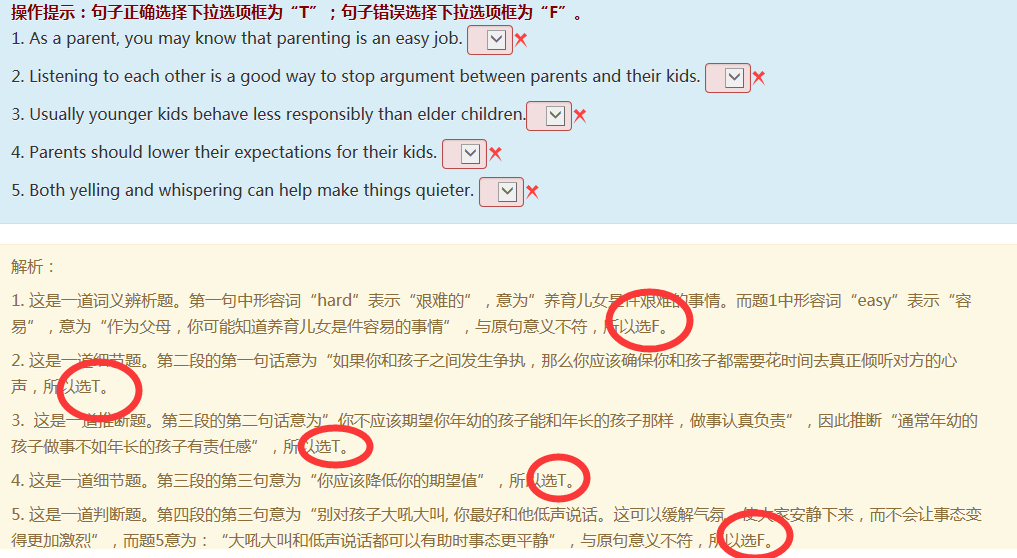 操作提示：句子正确选择下拉选项框为“T”；句子错误选择下拉选项框为“F”。
1. As a parent, you may know that parenting is an easy job.
2. Listening to each other is a good way to stop argument between parents and their kids.
3. Usually younger kids behave less responsibly than elder children.
4. Parents should lower their expectations for their kids.
5. Both yelling and whispering can help make things quieter.
解析：
1. 这是一道词义辨析题。第一句中形容词“hard”表示“艰难的”，意为”养育儿女是件艰难的事情。而题1中形容词“easy”表示“容
易”，意为“作为父母，你可能知道养育儿女是件容易的事情”，与原句意义不符，所以选F。
2. 这是一道细节题。第二段的第一句话意为“如果你和孩子之间发生争执，那么你应该确保你和孩子都需要花时间去真正倾听对方的心
声，所以选T。
3. 这是一道推断题。第三段的第二句话意为”你不应该期望你年幼的孩子能和年长的孩子那样，做事认真负责”，因此推断“通常年幼的
孩子做事不如年长的孩子有责任感”，所以选T。
4. 这是一道细节题。第三段的第三句意为“你应该降低你的期望值”，所以选T。
5. 这是一道判断题。第四段的第三句意为“别对孩子大吼大叫, 你最好和他低声说话。这可以缓解气氛，使大家安静下来，而不会让事态变
得更加激烈”，而题5意为：“大吼大叫和低声说话都可以有助时事态更平静”，与原句意义不符，所以选F。